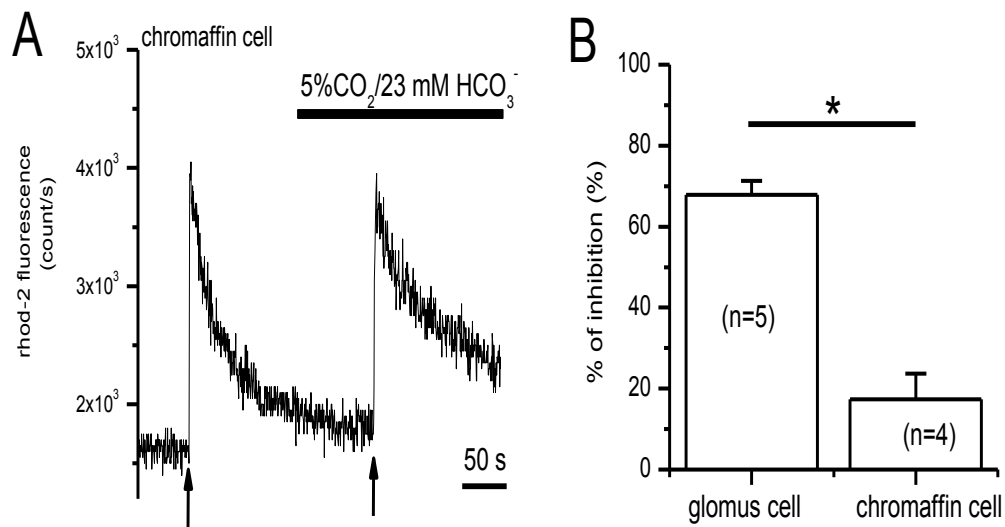 A
chromaffin cell
5%CO₂/23 mM HCO₃⁻
rhod-2 fluorescence
(count/s)
5x10³
4x10³
3x10³
2x10³
50 s
B
% of inhibition (%)
100
80
60
40
20
0
*
(n=5)
(n=4)
glomus cell
chromaffin cell